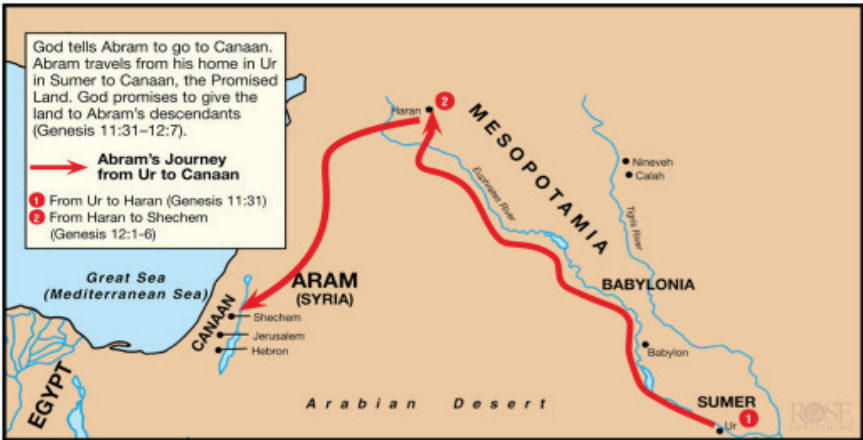 God tells Abram to go to Canaan.
Abram travels from his home in Ur
in Sumer to Canaan, the Promised
Land. God promises to give the
land to Abram's descendants
(Genesis 11:31–12:7).
Abram's Journey
from Ur to Canaan
1 From Ur to Haran (Genesis 11:31)
2 From Haran to Shechem
(Genesis 12:1-6)
Haran
2
MESOPOTAMIA
Nineveh
Calah
Euphrates River
Tigris River
Great Sea
(Mediterranean Sea)
ARAM
(SYRIA)
BABYLONIA
CANAAN
Shechem
Jerusalem
Hebron
Babylon
EGYPT
Arabian Desert
SUMER
1
Ur
ROSE
PUBLISHING